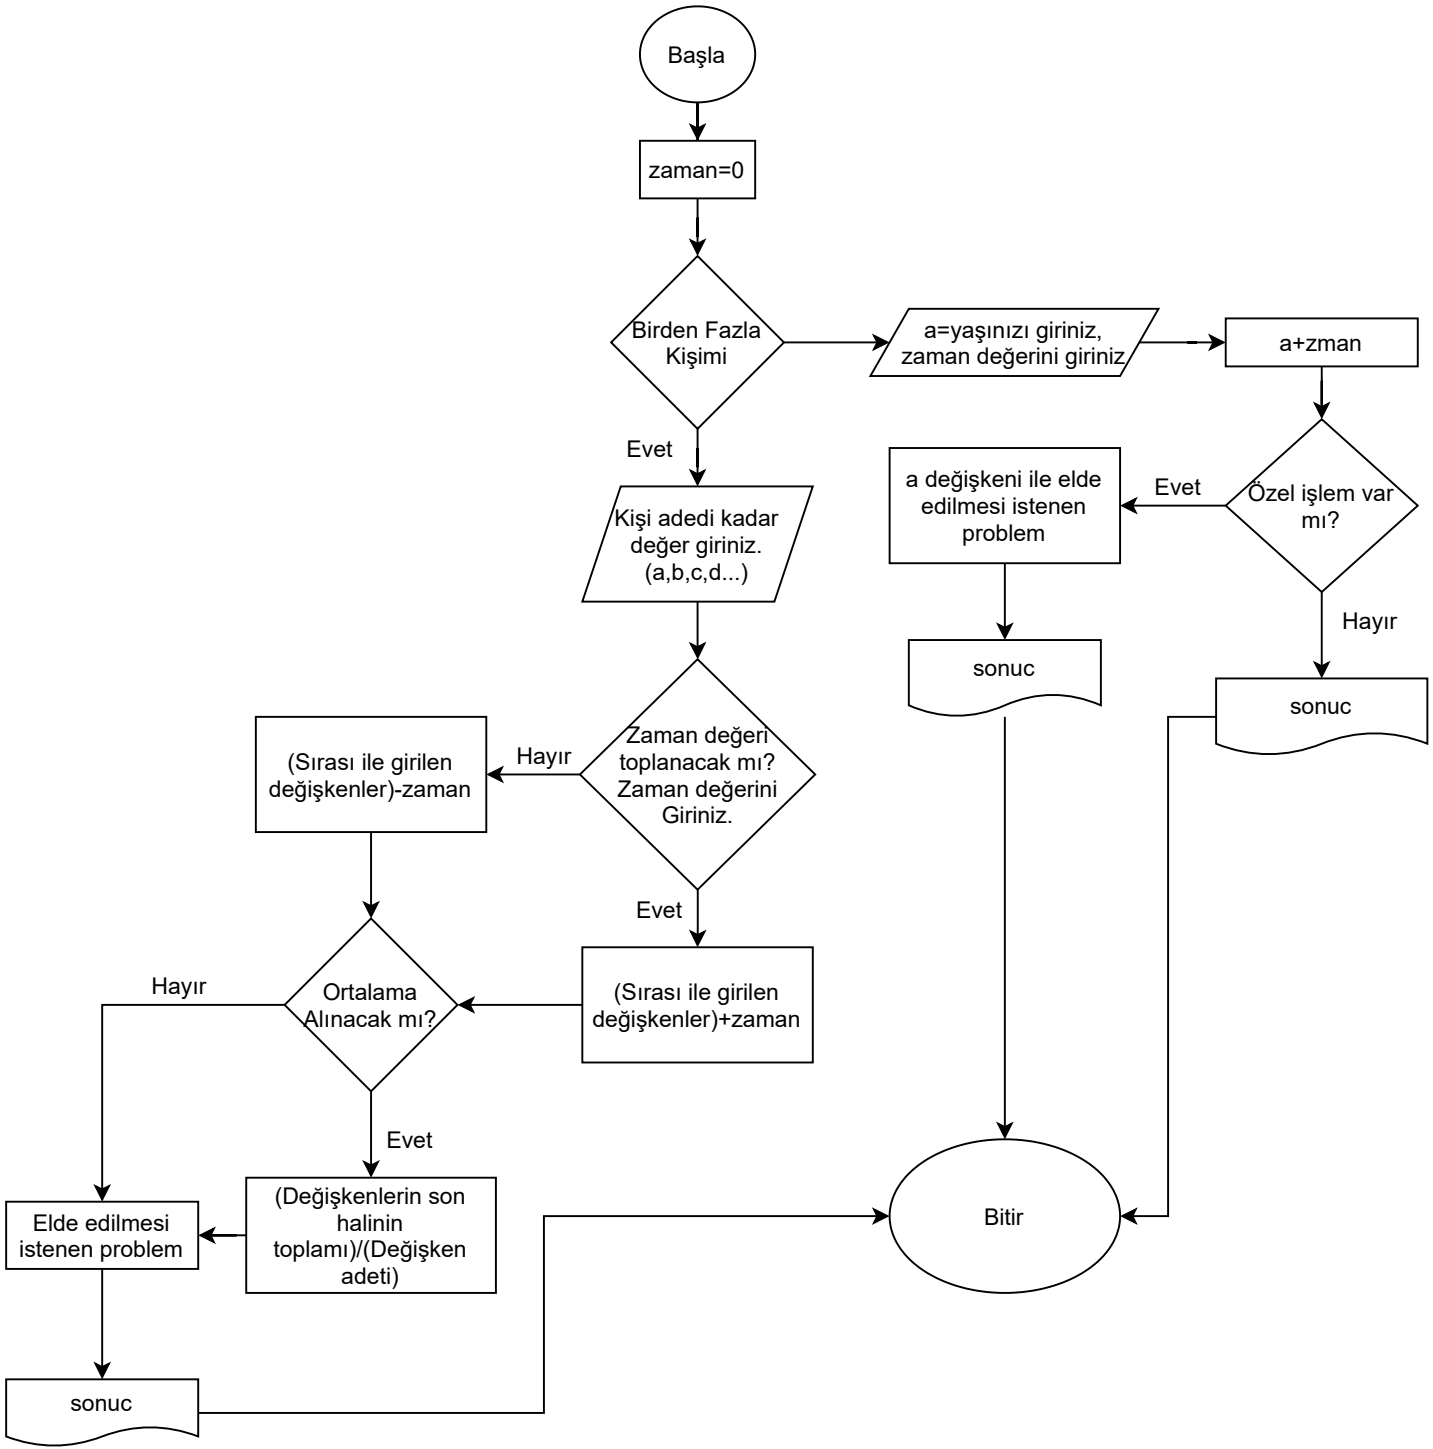 Başla
zaman=0
Birden Fazla
Kişimi
a=yaşınızı giriniz,
zaman değerini giriniz
a+zman
Evet
Kişi adedi kadar
değer giriniz.
(a,b,c,d...)
a değişkeni ile elde
edilmesi istenen
problem
Evet
Özel işlem var
mı?
Hayır
sonuc
sonuc
Zaman değeri
toplanacak mı?
Zaman değerini
Giriniz.
Hayır
(Sırası ile girilen
değişkenler)-zaman
Evet
(Sırası ile girilen
değişkenler)+zaman
Ortalama
Alınacak mı?
Hayır
Evet
(Değişkenlerin son
halinin
toplamı)/(Değişken
adeti)
Elde edilmesi
istenen problem
Bitir
sonuc